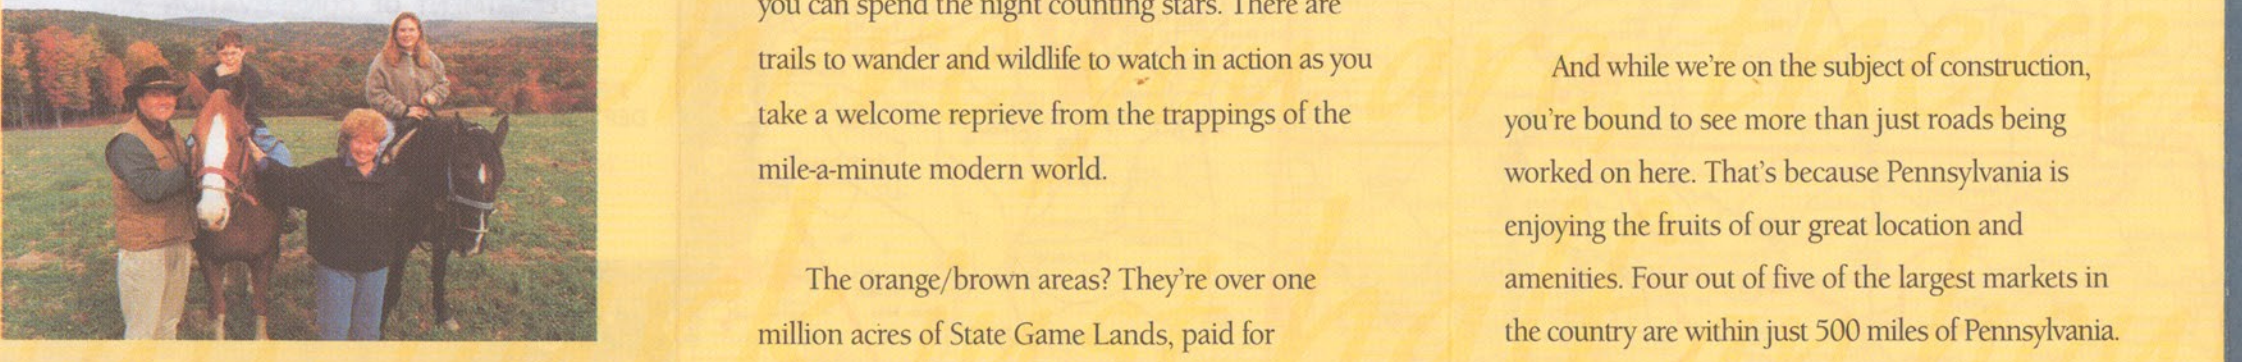 you can spend the night counting stars. There are
trails to wander and wildlife to watch in action as you
take a welcome reprieve from the trappings of the
mile-a-minute modern world.
The orange/brown areas? They're over one
million acres of State Game Lands, paid for
And while we're on the subject of construction,
you're bound to see more than just roads being
worked on here. That's because Pennsylvania is
enjoying the fruits of our great location and
amenities. Four out of five of the largest markets in
the country are within just 500 miles of Pennsylvania.